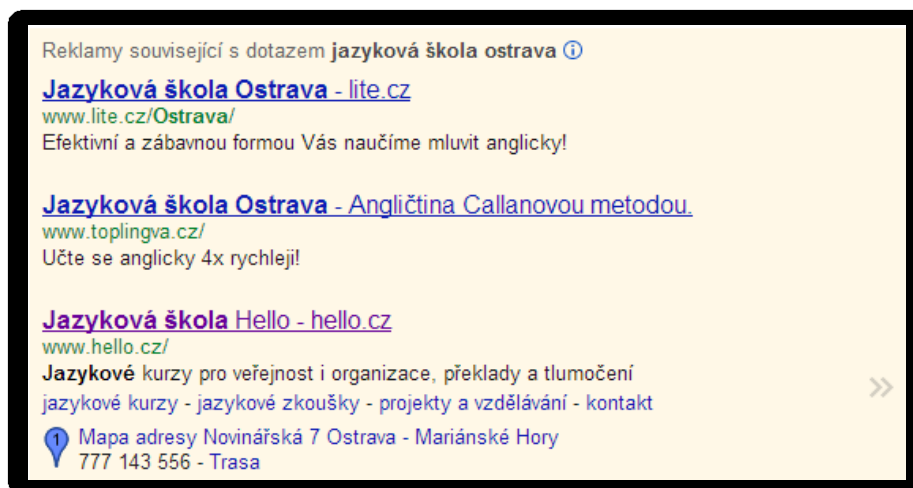 Reklamy související s dotazem jazyková škola ostrava
Jazyková škola Ostrava - lite.cz
www.lite.cz/Ostrava/
Efektivní a zábavnou formou Vás naučíme mluvit anglicky!
Jazyková škola Ostrava - Angličtina Callanovou metodou.
www.toplingva.cz/
Učte se anglicky 4x rychleji!
Jazyková škola Hello - hello.cz
www.hello.cz/
Jazykové kurzy pro veřejnost i organizace, překlady a tlumočení
jazykové kurzy - jazykové zkoušky - projekty a vzdělávání - kontakt
1 Mapa adresy Novinářská 7 Ostrava - Mariánské Hory
777 143 556 - Trasa